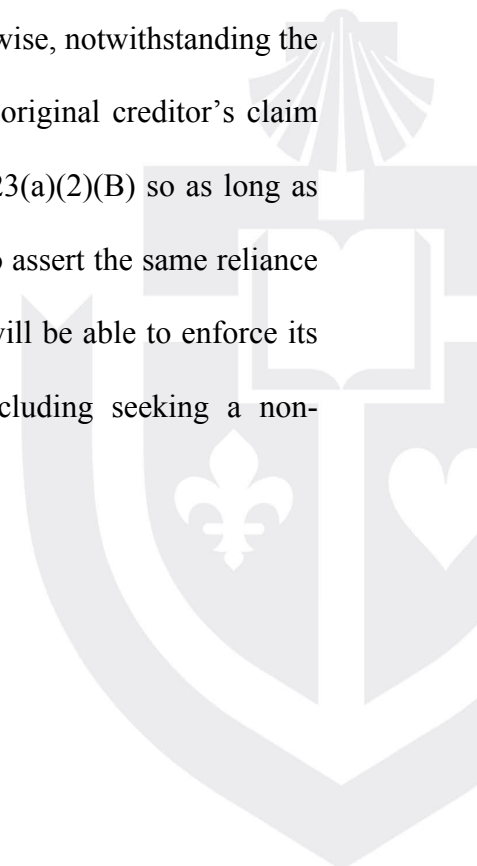 wise, notwithstanding the
original creditor’s claim
23(a)(2)(B) so as long as
assert the same reliance
will be able to enforce its
cluding seeking a non-